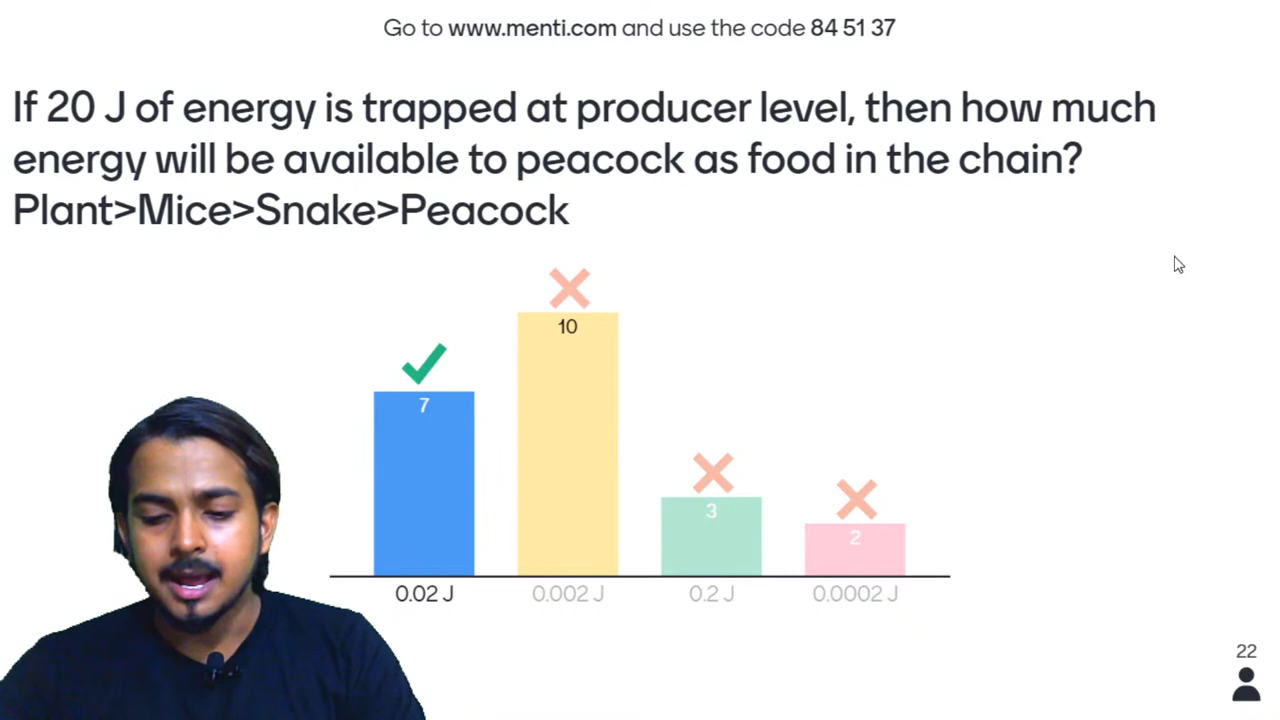 Go to www.menti.com and use the code 84 51 37
If 20 J of energy is trapped at producer level, then how much
energy will be available to peacock as food in the chain?
Plant>Mice>Snake>Peacock
7
10
3
2
0.02 J
0.002 J
0.2 J
0.0002 J
22